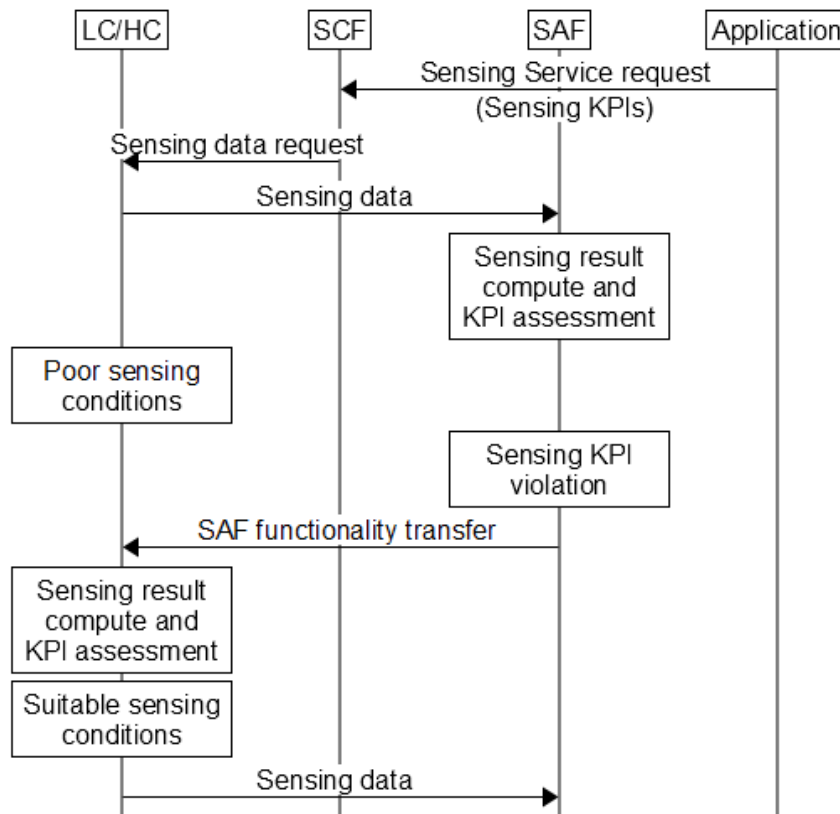 LC/HC SCF SAF Application
Sensing Service request
(Sensing KPIs)
Sensing data request
Sensing data
Sensing result
compute and
KPI assessment
Poor sensing
conditions
Sensing KPI
violation
SAF functionality transfer
Sensing result
compute and
KPI assessment
Suitable sensing
conditions
Sensing data